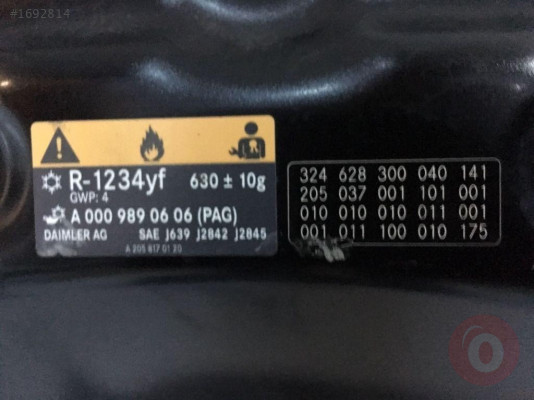 #1692814
R-1234yf 630 ± 10g
GWP: 4
A 000 989 06 06 (PAG)
DAIMLER AG SAE J639 J2842 J2845
A 205 817 01 20
324 628 300 040 141
205 037 001 101 001
010 010 010 011 001
001 011 100 010 175